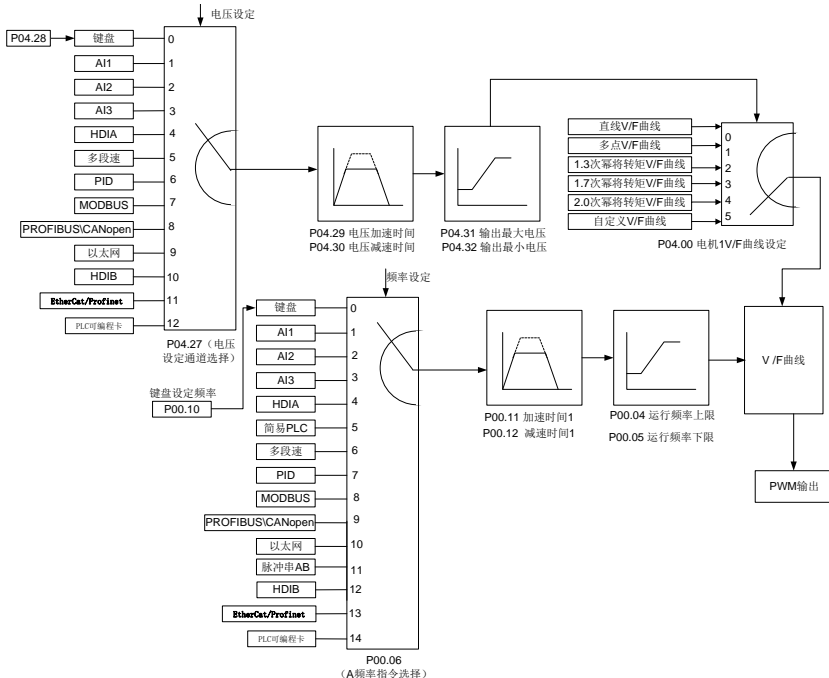 电压设定
P04.28
键盘
0
AI1
1
AI2
2
AI3
3
HDIA
4
多段速
5
PID
6
MODBUS
7
PROFIBUS\CANopen
8
以太网
9
HDIB
10
EtherCat/Profinet
11
PLC可编程卡
12
P04.27（电压
设定通道选择）
P04.29 电压加速时间
P04.30 电压减速时间
P04.31 输出最大电压
P04.32 输出最小电压
直线V/F曲线
0
多点V/F曲线
1
1.3次幂将转矩V/F曲线
2
1.7次幂将转矩V/F曲线
3
2.0次幂将转矩V/F曲线
4
自定义V/F曲线
5
P04.00 电机1V/F曲线设定
频率设定
键盘设定频率
P00.10
键盘
0
AI1
1
AI2
2
AI3
3
HDIA
4
简易PLC
5
多段速
6
PID
7
MODBUS
8
PROFIBUS\CANopen
9
以太网
10
脉冲串AB
11
HDIB
12
EtherCat/Profinet
13
PLC可编程卡
14
P00.06
（A频率指令选择）
P00.11 加速时间1
P00.12 减速时间1
P00.04 运行频率上限
P00.05 运行频率下限
V /F曲线
PWM输出